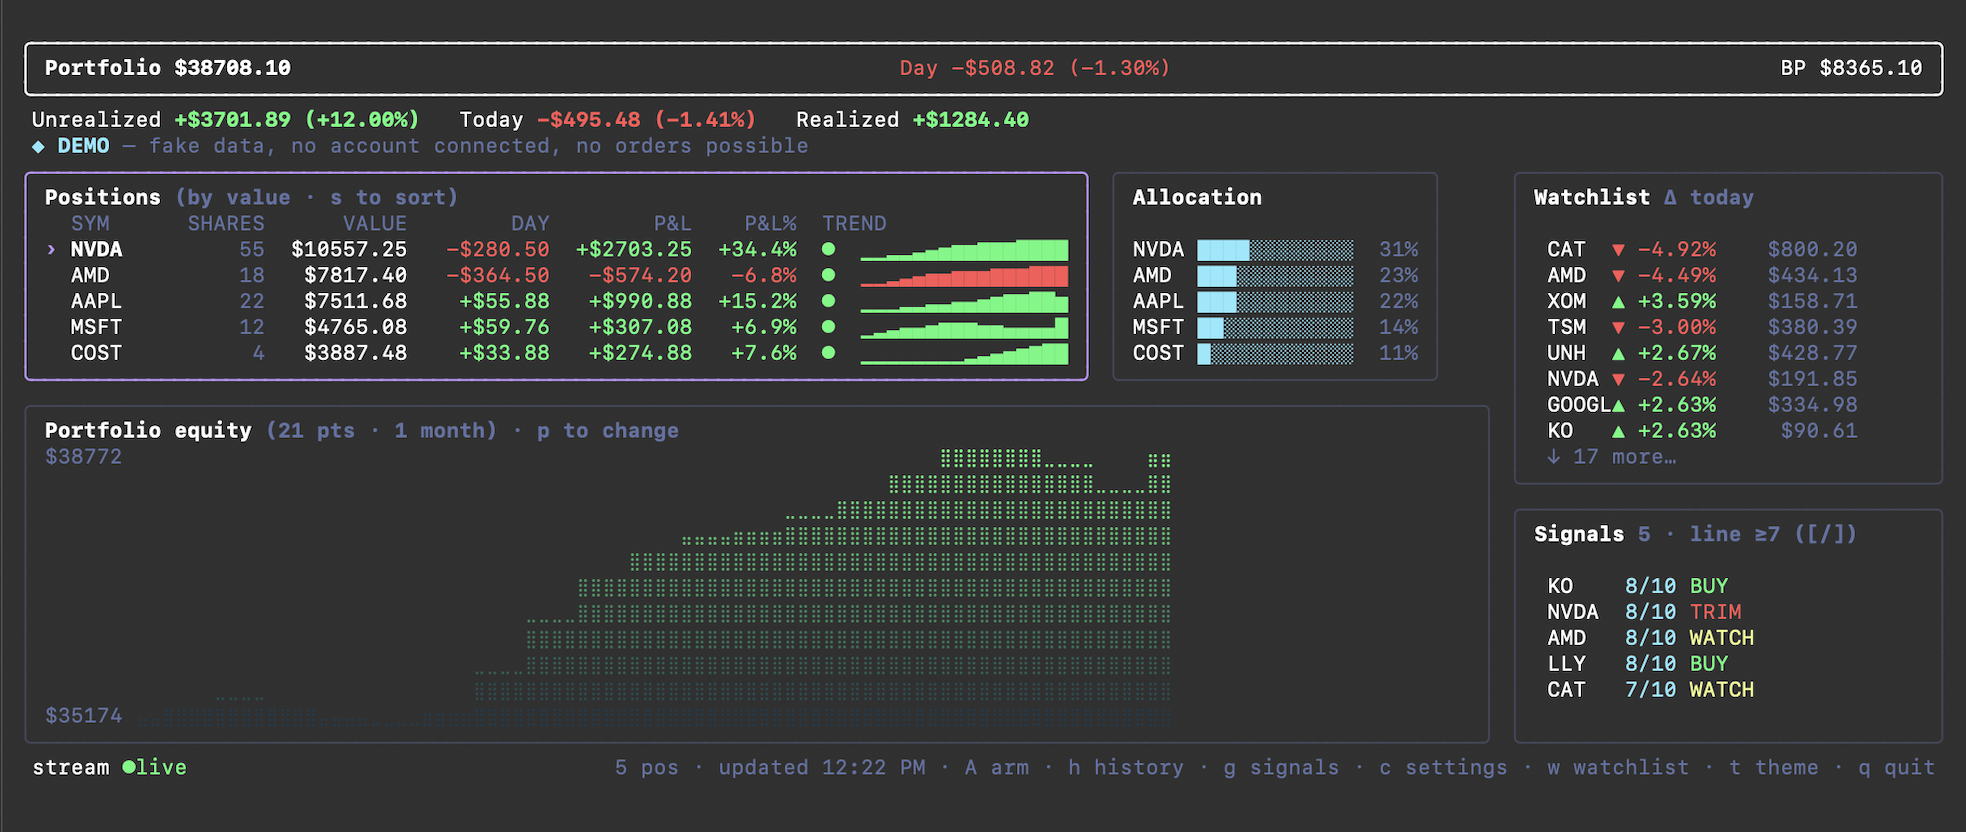 Portfolio $38708.10 Day −$508.82 (−1.30%) BP $8365.10
Unrealized +$3701.89 (+12.00%) Today −$495.48 (−1.41%) Realized +$1284.40
◆ DEMO — fake data, no account connected, no orders possible
Positions (by value · s to sort)
SYM SHARES VALUE DAY P&L P&L% TREND
› NVDA 55 $10557.25 −$280.50 +$2703.25 +34.4% ●
AMD 18 $7817.40 −$364.50 −$574.20 −6.8% ●
AAPL 22 $7511.68 +$55.88 +$990.88 +15.2% ●
MSFT 12 $4765.08 +$59.76 +$307.08 +6.9% ●
COST 4 $3887.48 +$33.88 +$274.88 +7.6% ●
Allocation
NVDA 31%
AMD 23%
AAPL 22%
MSFT 14%
COST 11%
Watchlist Δ today
CAT ▼ −4.92% $800.20
AMD ▼ −4.49% $434.13
XOM ▲ +3.59% $158.71
TSM ▼ −3.00% $380.39
UNH ▲ +2.67% $428.77
NVDA ▼ −2.64% $191.85
GOOGL▲ +2.63% $334.98
KO ▲ +2.63% $90.61
↓ 17 more…
Portfolio equity (21 pts · 1 month) · p to change
$38772
$35174
Signals 5 · line ≥7 ([/])
KO 8/10 BUY
NVDA 8/10 TRIM
AMD 8/10 WATCH
LLY 8/10 BUY
CAT 7/10 WATCH
stream ●live 5 pos · updated 12:22 PM · A arm · h history · g signals · c settings · w watchlist · t theme · q quit